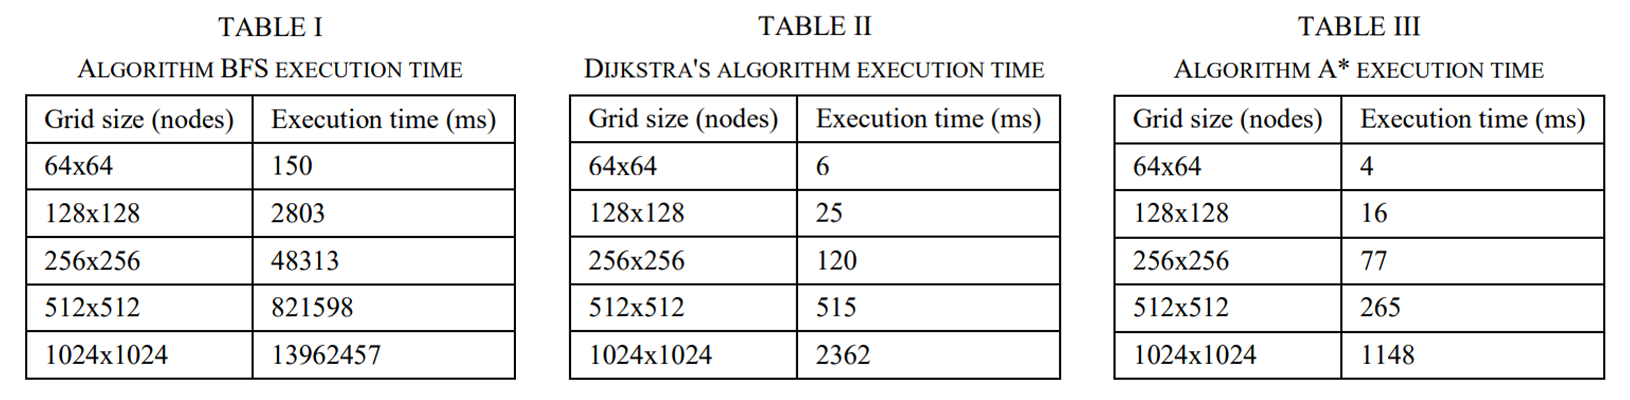 TABLE I
ALGORITHM BFS EXECUTION TIME
Grid size (nodes) Execution time (ms)
64x64 150
128x128 2803
256x256 48313
512x512 821598
1024x1024 13962457
TABLE II
DIJKSTRA'S ALGORITHM EXECUTION TIME
Grid size (nodes) Execution time (ms)
64x64 6
128x128 25
256x256 120
512x512 515
1024x1024 2362
TABLE III
ALGORITHM A* EXECUTION TIME
Grid size (nodes) Execution time (ms)
64x64 4
128x128 16
256x256 77
512x512 265
1024x1024 1148